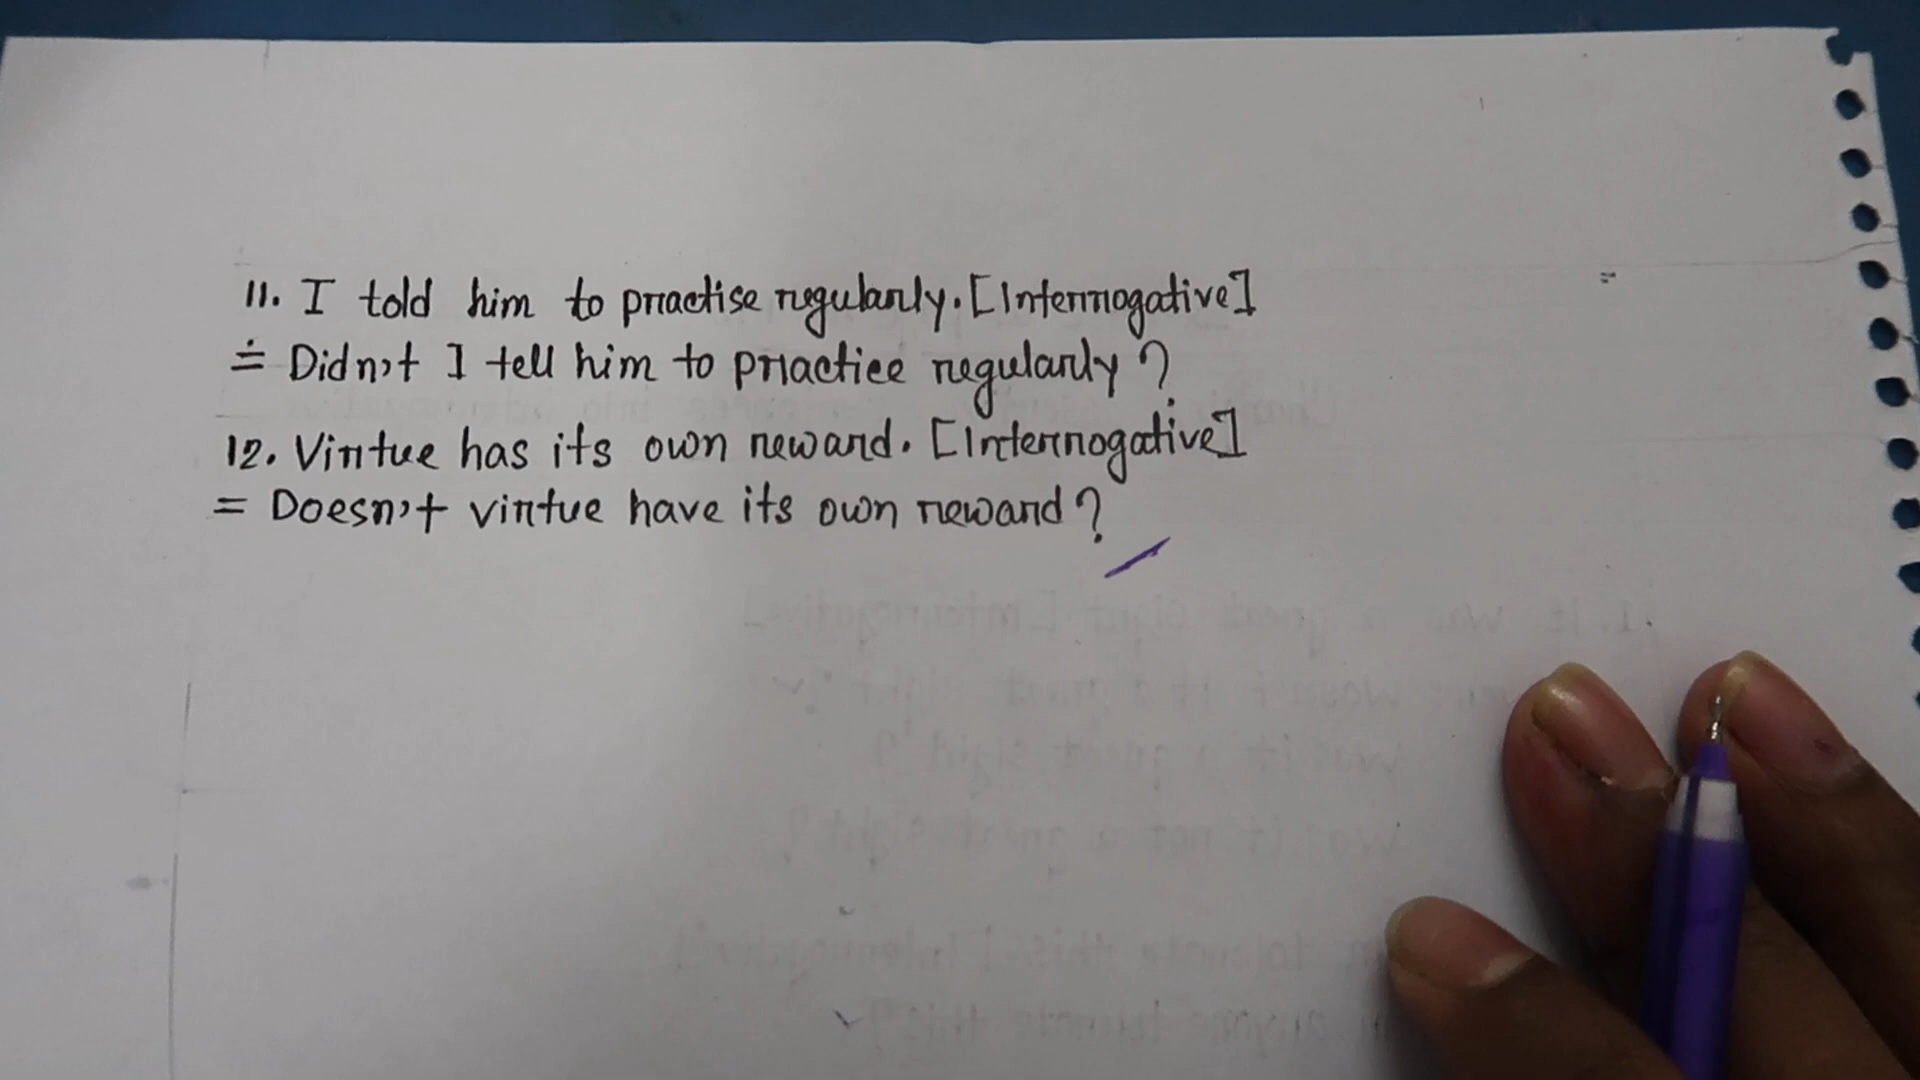 11. I told him to practise regularly. [Interrogative]
= Didn't I tell him to practice regularly?
12. Virtue has its own reward. [Interrogative]
= Doesn't virtue have its own reward?